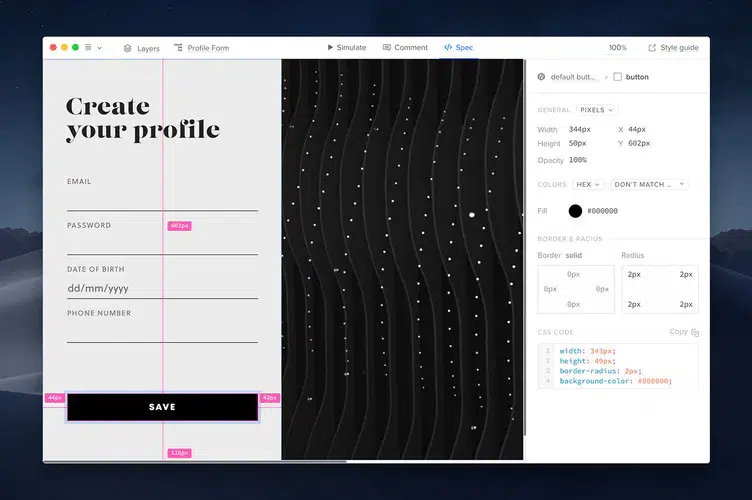 Layers
Profile Form
Simulate
Comment
Spec
100%
Style guide
Create
your profile
EMAIL
PASSWORD
602px
DATE OF BIRTH
dd/mm/yyyy
PHONE NUMBER
44px
SAVE
42px
116px
default butt... button
GENERAL PIXELS
Width 344px X 44px
Height 50px Y 602px
Opacity 100%
COLORS HEX DON'T MATCH ...
Fill #000000
BORDER & RADIUS
Border solid Radius
0px 2px 2px
0px 0px
0px 2px 2px
CSS CODE Copy
1 width: 343px;
2 height: 49px;
3 border-radius: 2px;
4 background-color: #000000;